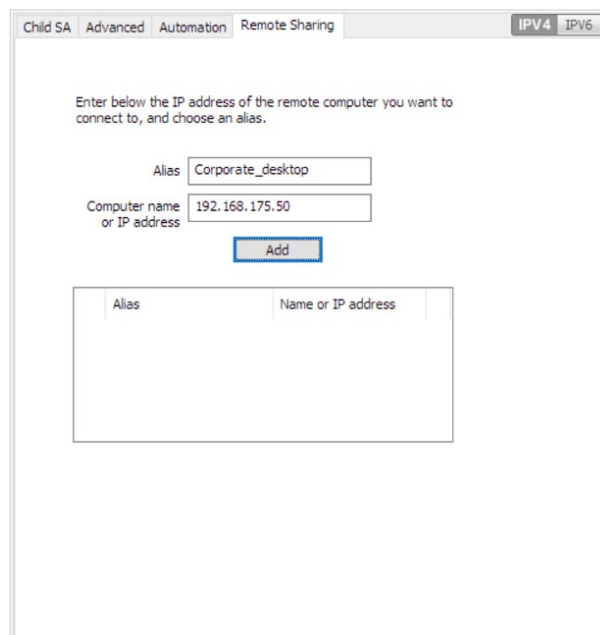 Child SA Advanced Automation Remote Sharing IPV4 IPV6
Enter below the IP address of the remote computer you want to
connect to, and choose an alias.
Alias Corporate_desktop
Computer name
or IP address 192.168.175.50
Add
Alias Name or IP address